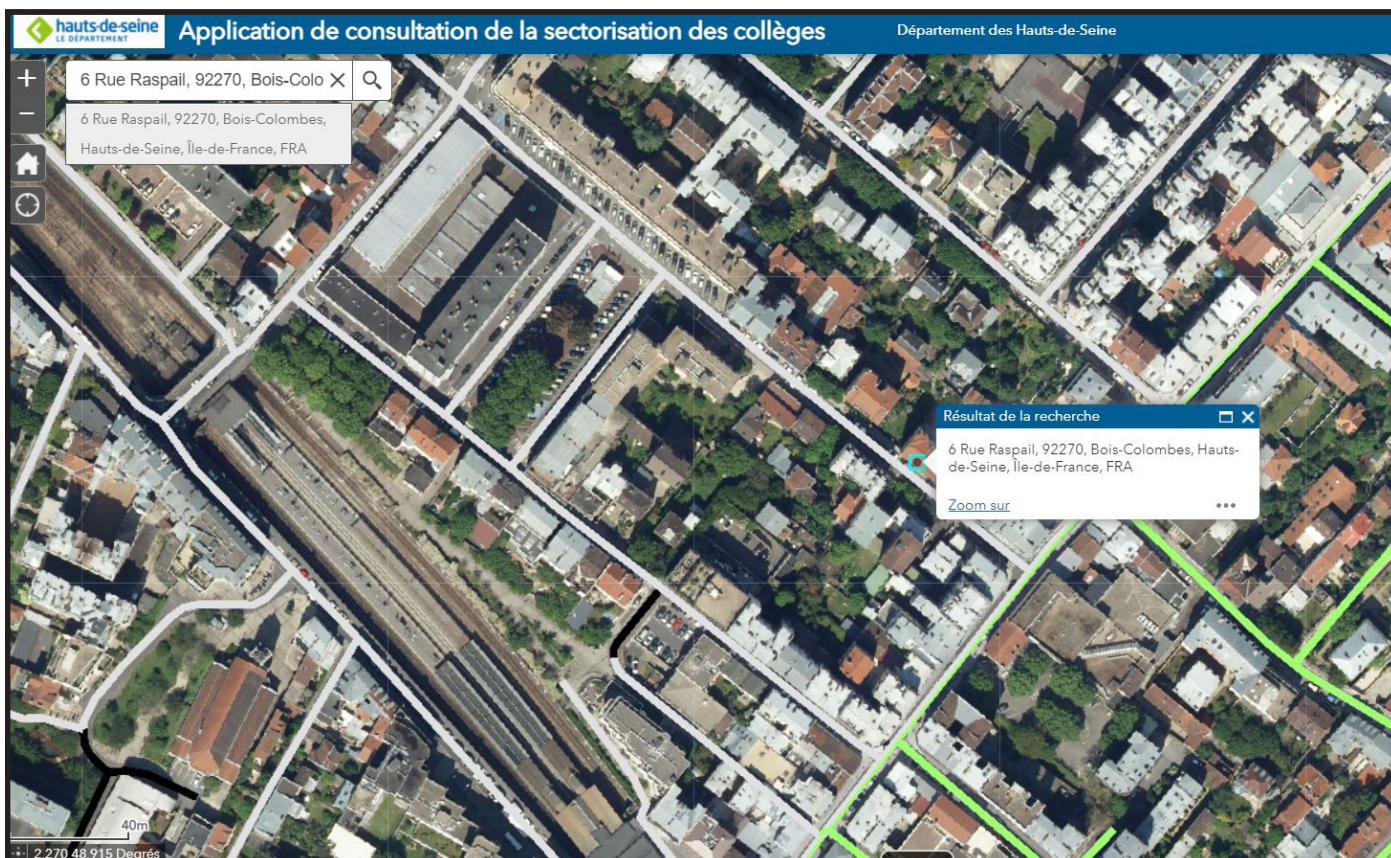 hauts-de-seine
LE DÉPARTEMENT
Application de consultation de la sectorisation des collèges
Département des Hauts-de-Seine
6 Rue Raspail, 92270, Bois-Colo
6 Rue Raspail, 92270, Bois-Colombes,
Hauts-de-Seine, Île-de-France, FRA
Résultat de la recherche
6 Rue Raspail, 92270, Bois-Colombes, Hauts-
de-Seine, Île-de-France, FRA
Zoom sur
40m
2,270 48,915 Degrés